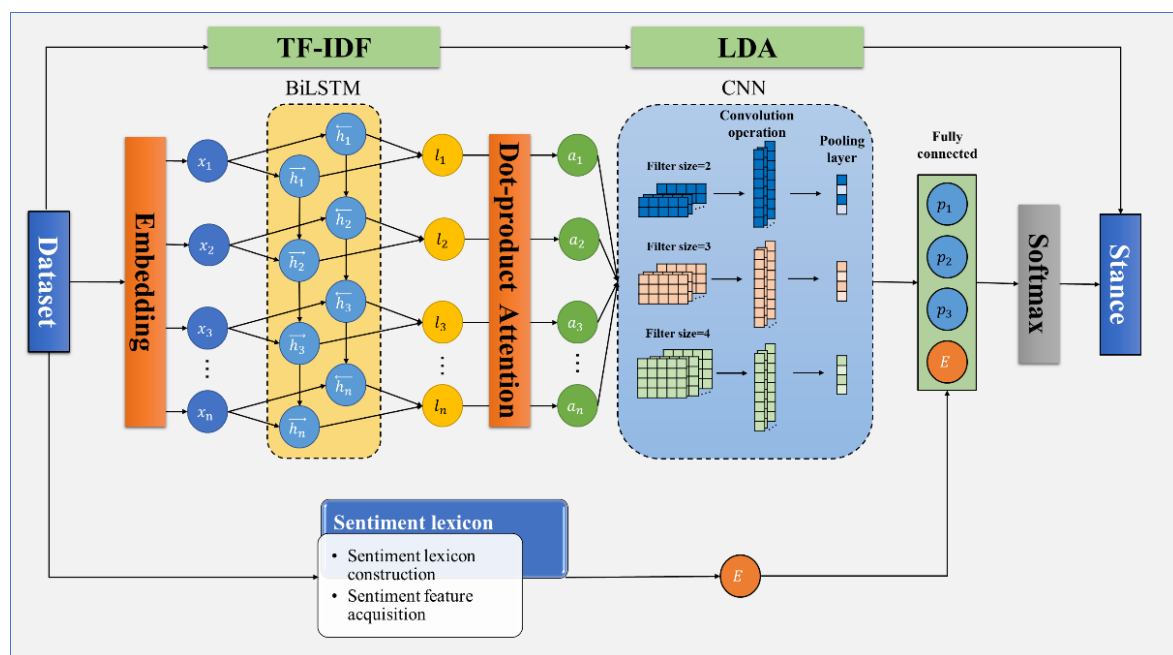 TF-IDF
LDA
BiLSTM
CNN
Dataset
Embedding
x₁
x₂
x₃
⋮
xₙ
←h₁
→h₁
←h₂
→h₂
←h₃
→h₃
←hₙ
→hₙ
l₁
l₂
l₃
⋮
lₙ
Dot-product Attention
a₁
a₂
a₃
⋮
aₙ
Convolution
operation
Pooling
layer
Filter size=2
Filter size=3
Filter size=4
Fully
connected
p₁
p₂
p₃
E
Softmax
Stance
Sentiment lexicon
• Sentiment lexicon
construction
• Sentiment feature
acquisition
E